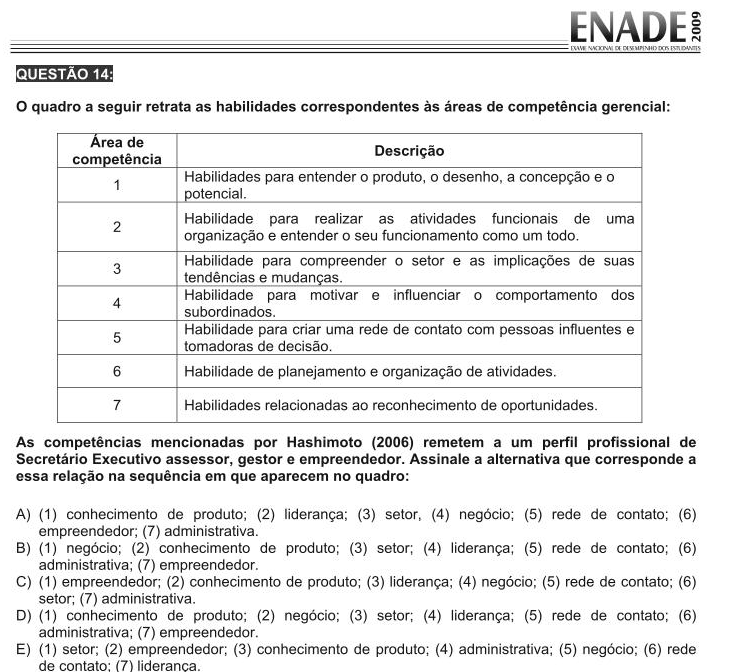 ENADE 2009
EXAME NACIONAL DE DESEMPENHO DOS ESTUDANTES
QUESTÃO 14:
O quadro a seguir retrata as habilidades correspondentes às áreas de competência gerencial:
Área de
competência
Descrição
1
Habilidades para entender o produto, o desenho, a concepção e o
potencial.
2
Habilidade para realizar as atividades funcionais de uma
organização e entender o seu funcionamento como um todo.
3
Habilidade para compreender o setor e as implicações de suas
tendências e mudanças.
4
Habilidade para motivar e influenciar o comportamento dos
subordinados.
5
Habilidade para criar uma rede de contato com pessoas influentes e
tomadoras de decisão.
6
Habilidade de planejamento e organização de atividades.
7
Habilidades relacionadas ao reconhecimento de oportunidades.
As competências mencionadas por Hashimoto (2006) remetem a um perfil profissional de
Secretário Executivo assessor, gestor e empreendedor. Assinale a alternativa que corresponde a
essa relação na sequência em que aparecem no quadro:
A) (1) conhecimento de produto; (2) liderança; (3) setor, (4) negócio; (5) rede de contato; (6)
empreendedor; (7) administrativa.
B) (1) negócio; (2) conhecimento de produto; (3) setor; (4) liderança; (5) rede de contato; (6)
administrativa; (7) empreendedor.
C) (1) empreendedor; (2) conhecimento de produto; (3) liderança; (4) negócio; (5) rede de contato; (6)
setor; (7) administrativa.
D) (1) conhecimento de produto; (2) negócio; (3) setor; (4) liderança; (5) rede de contato; (6)
administrativa; (7) empreendedor.
E) (1) setor; (2) empreendedor; (3) conhecimento de produto; (4) administrativa; (5) negócio; (6) rede
de contato; (7) liderança.